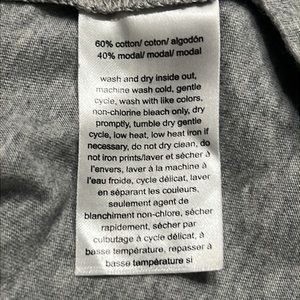 60% cotton/ coton/ algodón
40% modal/ modal/ modal
wash and dry inside out,
machine wash cold, gentle
cycle, wash with like colors,
non-chlorine bleach only, dry
promptly, tumble dry gentle
cycle, low heat, low heat iron if
necessary, do not dry clean, do
not iron prints/laver et sécher à
l'envers, laver à la machine à
l'eau froide, cycle délicat, laver
en séparant les couleurs,
seulement agent de
blanchiment non-chlore, sécher
rapidement, sécher par
culbutage à cycle délicat, à
basse température, repasser à
basse température si